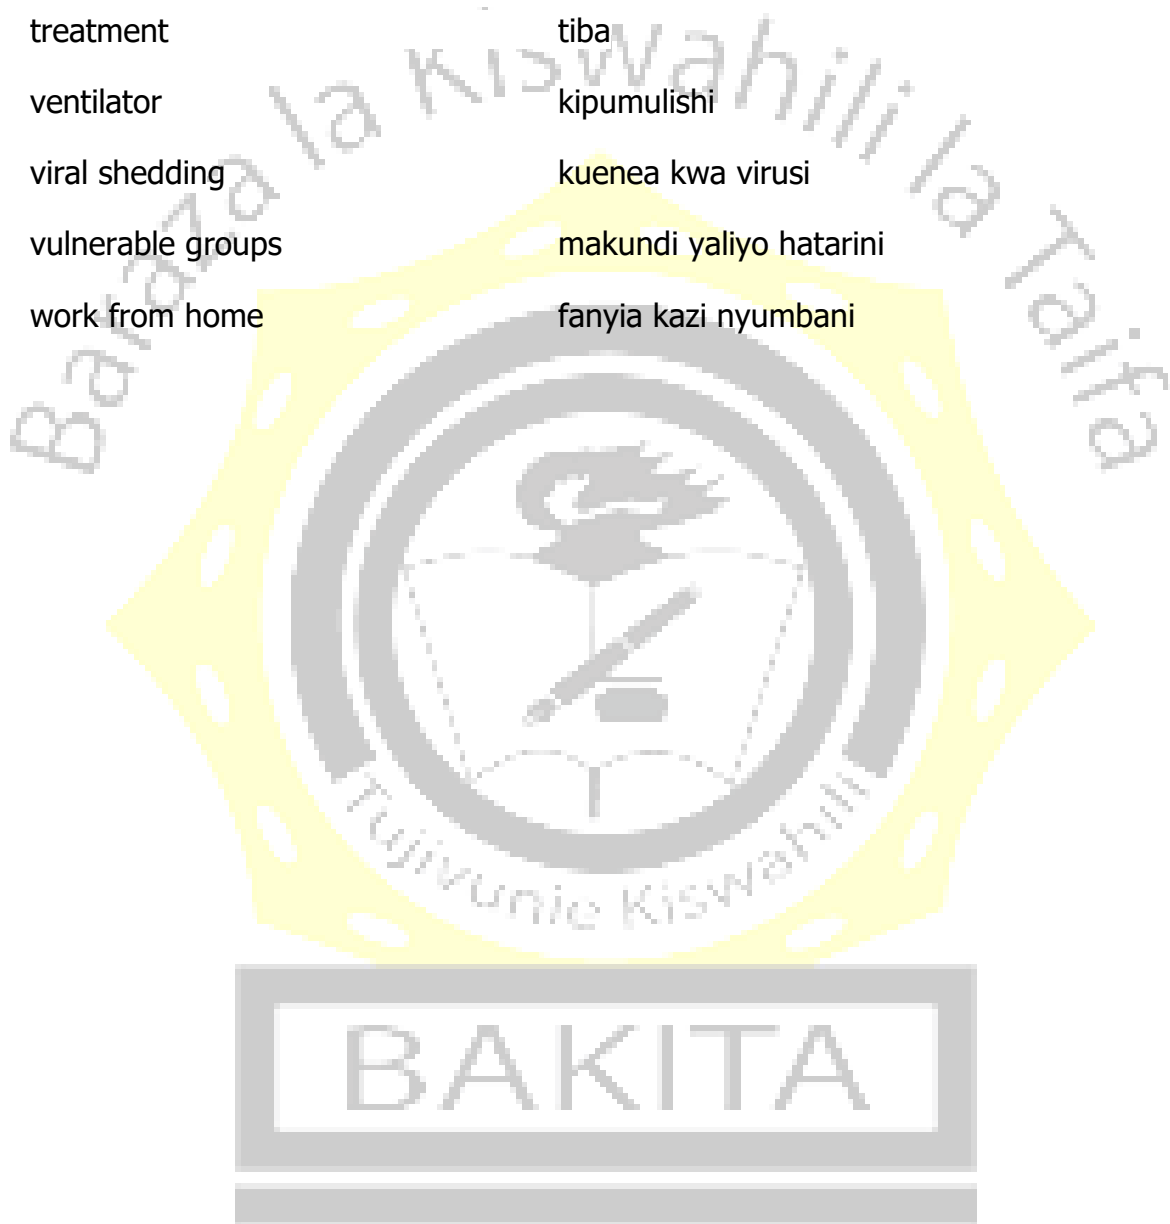 treatment tiba
ventilator kipumulishi
viral shedding kuenea kwa virusi
vulnerable groups makundi yaliyo hatarini
work from home fanyia kazi nyumbani
Baraza la Kiswahili la Taifa
Tujivunie Kiswahili
BAKITA